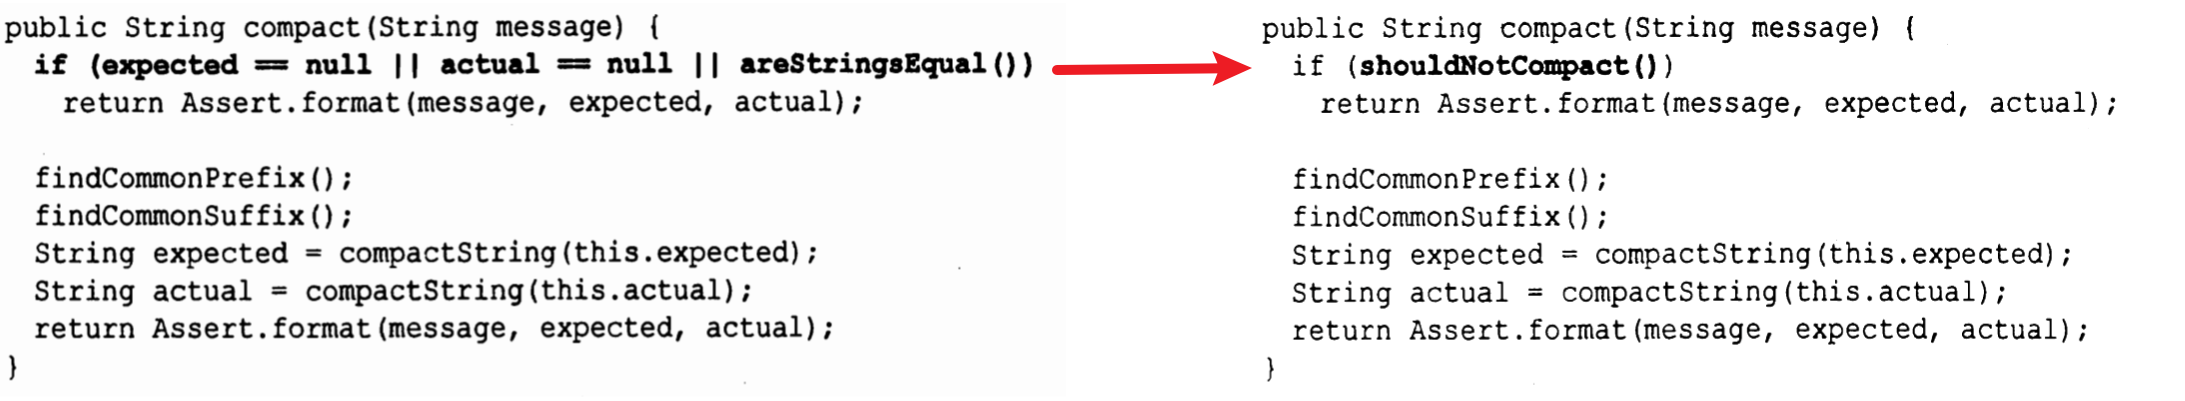 public String compact(String message) {
if (expected == null || actual == null || areStringsEqual())
return Assert.format(message, expected, actual);
findCommonPrefix();
findCommonSuffix();
String expected = compactString(this.expected);
String actual = compactString(this.actual);
return Assert.format(message, expected, actual);
}
public String compact(String message) {
if (shouldNotCompact())
return Assert.format(message, expected, actual);
findCommonPrefix();
findCommonSuffix();
String expected = compactString(this.expected);
String actual = compactString(this.actual);
return Assert.format(message, expected, actual);
}